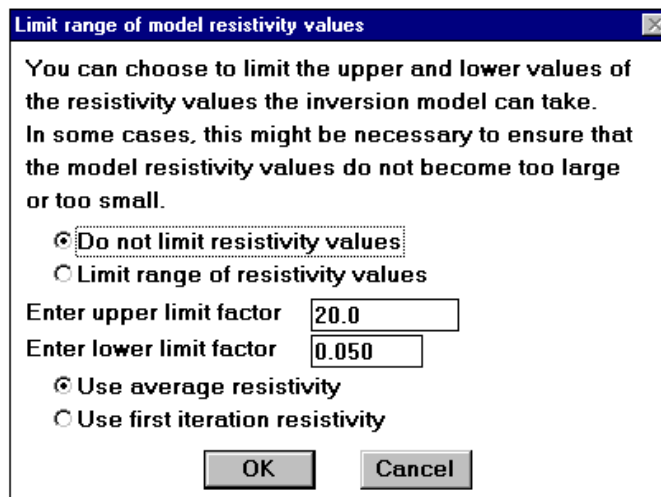 Limit range of model resistivity values
You can choose to limit the upper and lower values of
the resistivity values the inversion model can take.
In some cases, this might be necessary to ensure that
the model resistivity values do not become too large
or too small.
Do not limit resistivity values
Limit range of resistivity values
Enter upper limit factor 20.0
Enter lower limit factor 0.050
Use average resistivity
Use first iteration resistivity
OK Cancel